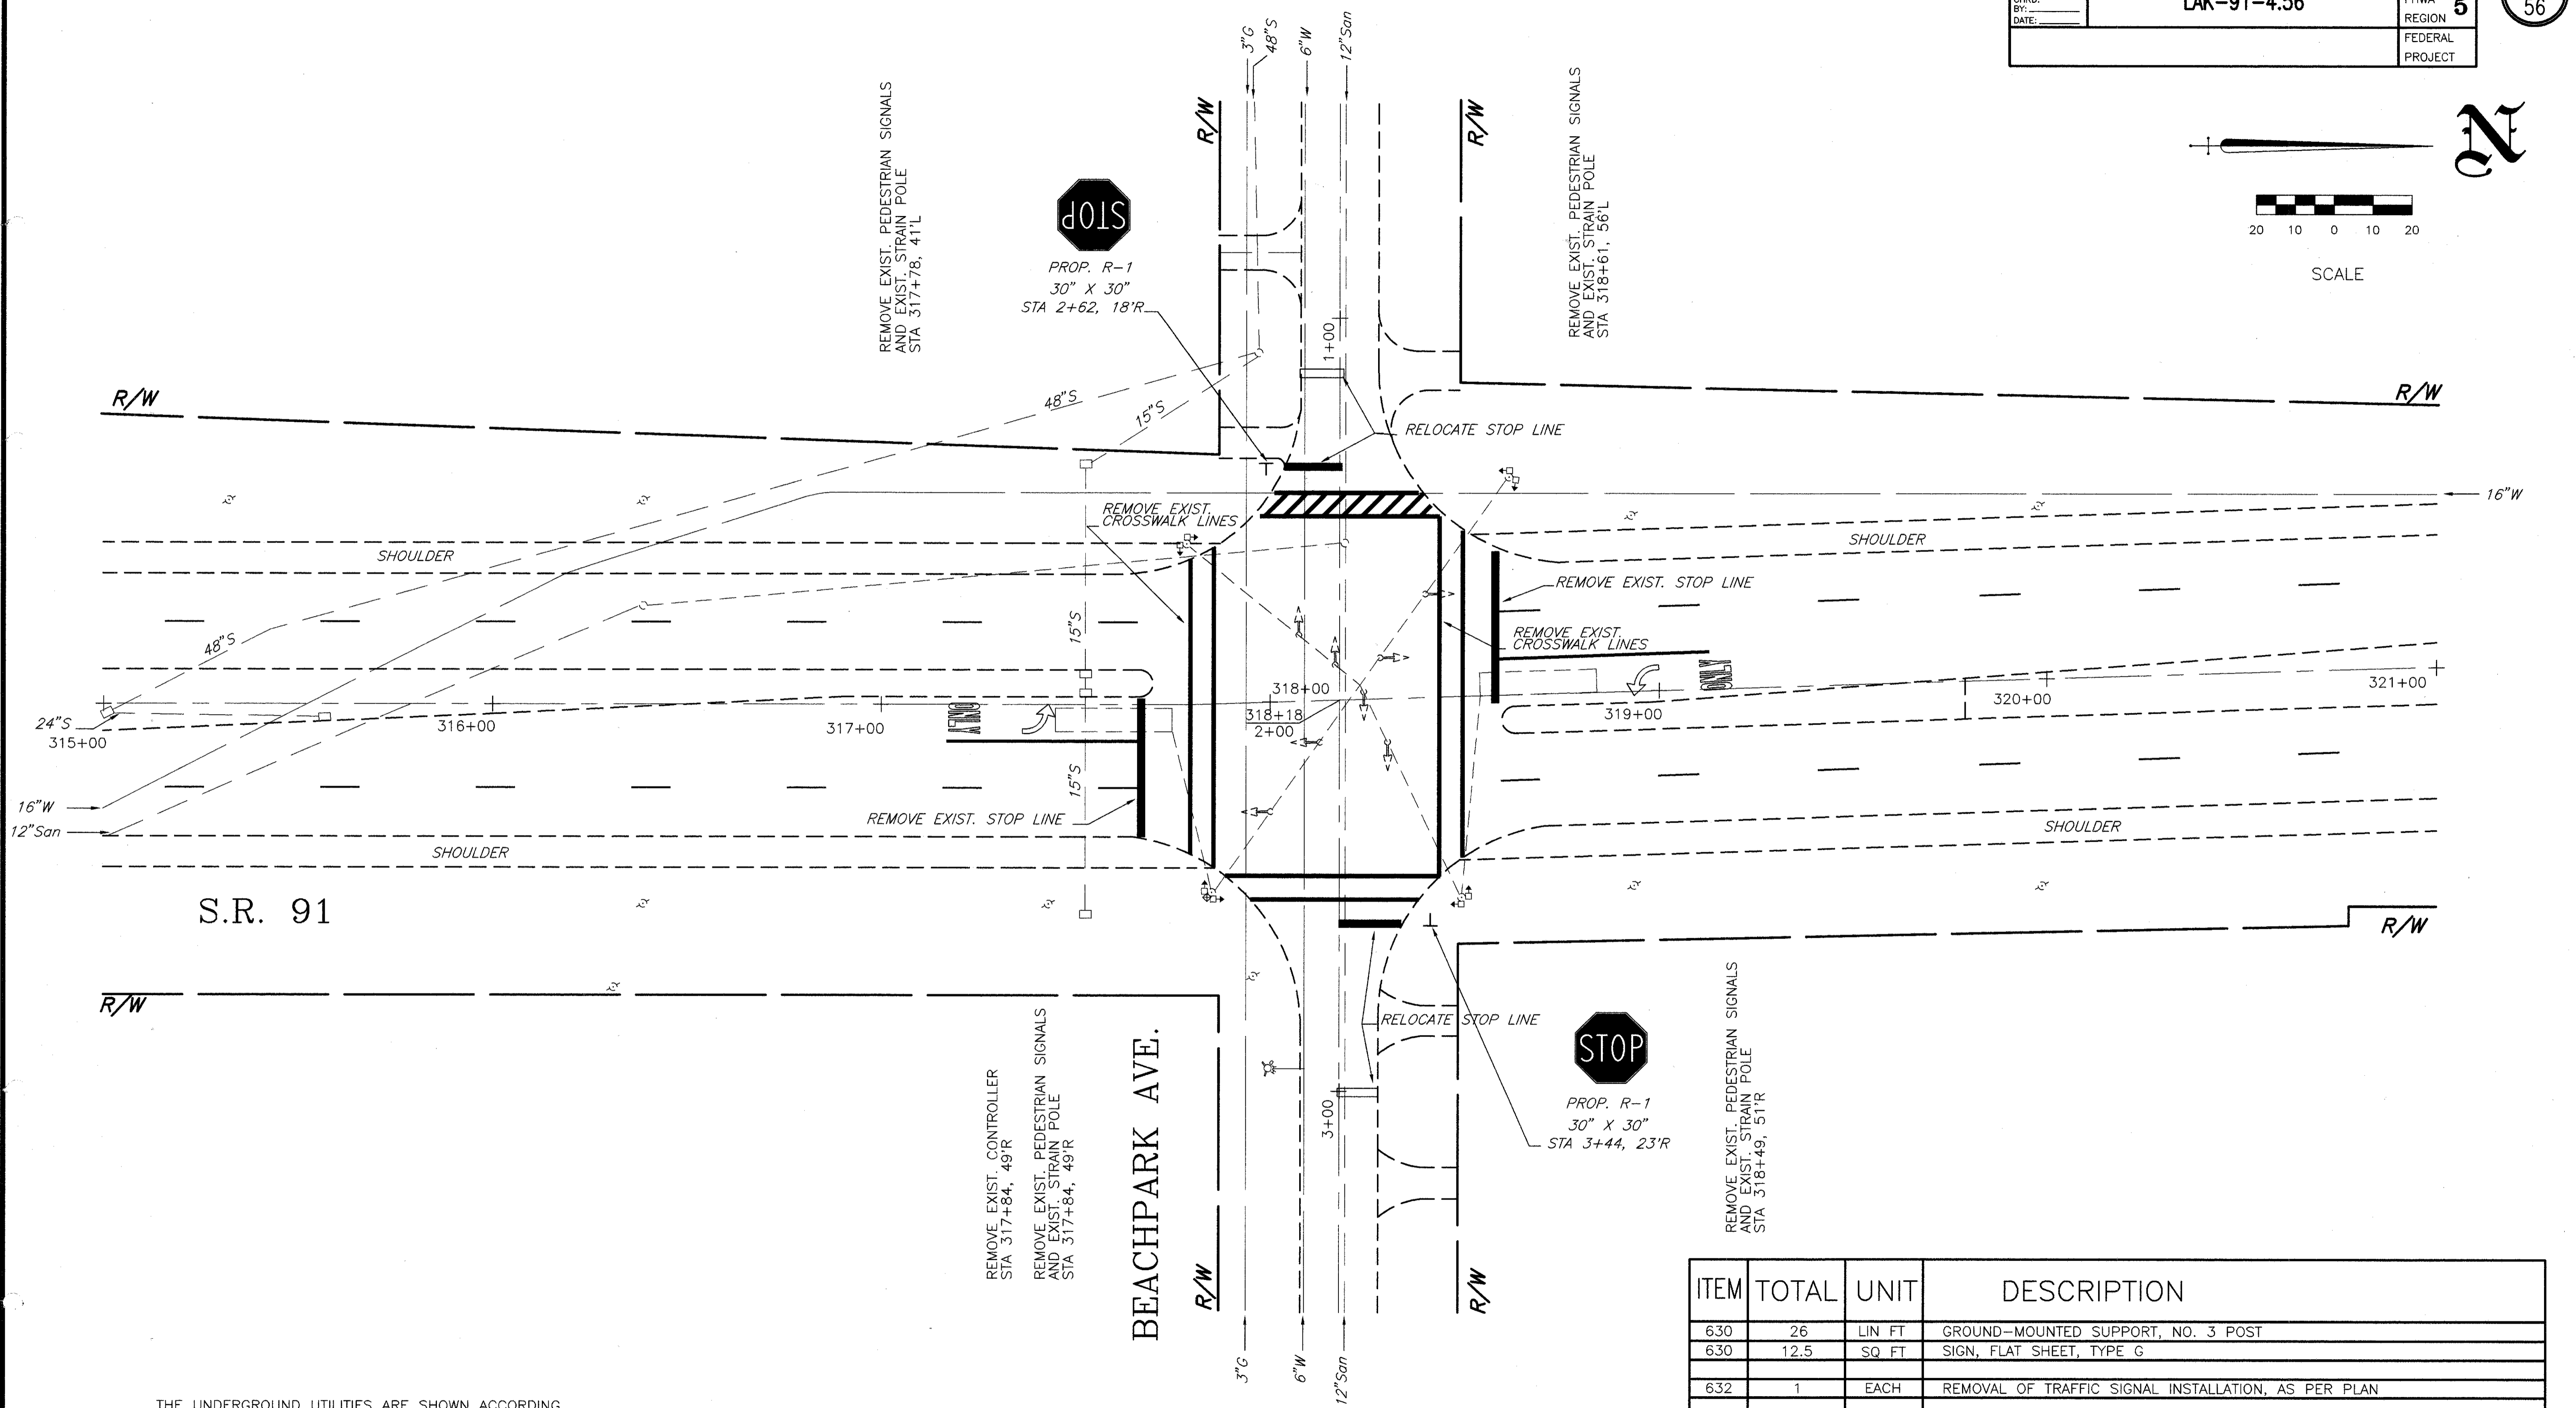 BY:
DATE:
LAK-91-4.56
REGION 5
FEDERAL
PROJECT
56
N
20 10 0 10 20
SCALE
3"G
48"S
6"W
12"San
R/W
R/W
REMOVE EXIST. PEDESTRIAN SIGNALS
AND EXIST. STRAIN POLE
STA 317+78, 41'L
STOP
PROP. R-1
30" X 30"
STA 2+62, 18'R
REMOVE EXIST. PEDESTRIAN SIGNALS
AND EXIST. STRAIN POLE
STA 318+61, 56'L
1+00
R/W
48"S
15"S
R/W
RELOCATE STOP LINE
16"W
REMOVE EXIST.
CROSSWALK LINES
SHOULDER
SHOULDER
REMOVE EXIST. STOP LINE
15"S
REMOVE EXIST.
CROSSWALK LINES
48"S
ONLY
ONLY
24"S
315+00
316+00
317+00
318+00
318+18
2+00
319+00
320+00
321+00
15"S
16"W
12"San
REMOVE EXIST. STOP LINE
SHOULDER
SHOULDER
S.R. 91
R/W
R/W
RELOCATE STOP LINE
STOP
PROP. R-1
30" X 30"
STA 3+44, 23'R
3+00
REMOVE EXIST. CONTROLLER
STA 317+84, 49'R
REMOVE EXIST. PEDESTRIAN SIGNALS
AND EXIST. STRAIN POLE
STA 317+84, 49'R
BEACHPARK AVE.
R/W
R/W
REMOVE EXIST. PEDESTRIAN SIGNALS
AND EXIST. STRAIN POLE
STA 318+49, 51'R
3"G
6"W
12"San
ITEM TOTAL UNIT DESCRIPTION
630 26 LIN FT GROUND-MOUNTED SUPPORT, NO. 3 POST
630 12.5 SQ FT SIGN, FLAT SHEET, TYPE G
632 1 EACH REMOVAL OF TRAFFIC SIGNAL INSTALLATION, AS PER PLAN
THE UNDERGROUND UTILITIES ARE SHOWN ACCORDING